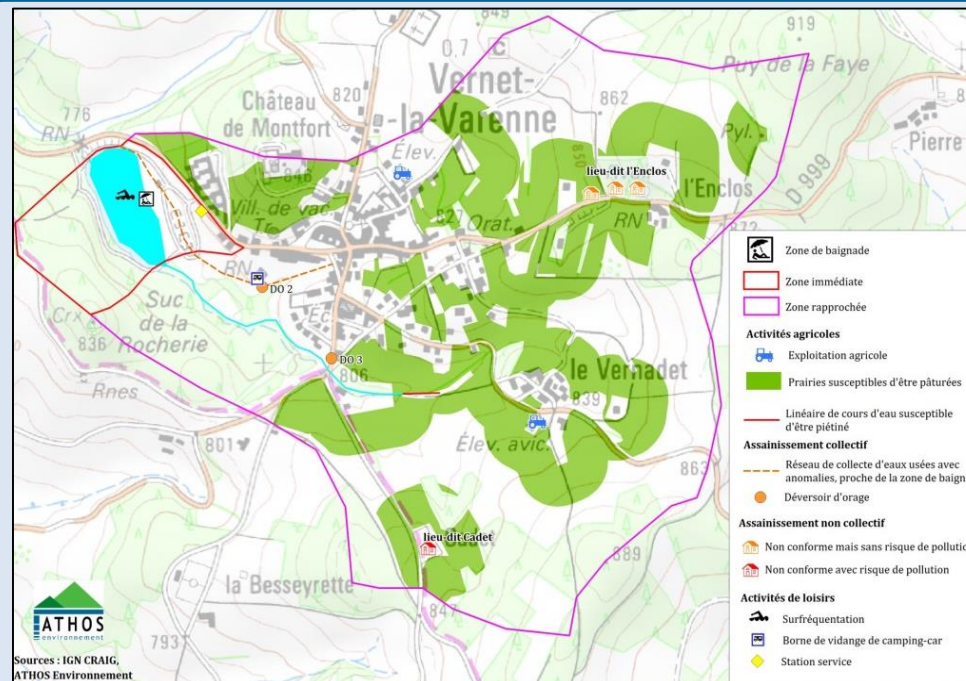 849
919
0.7 C
Puy de la Faye
776
RN
820
Vernet-
-la-Varenne
862
Château
de Montfort
Élev.
Pyl.
Pierre
850
lieu-dit l'Enclos
l'Enclos
D 999
846
Vill. de vac.
Tr
827
Orat.
RN
872
RN
DO 2
Suc
de la
Rocherie
Crx
836
Rnes
DO 3
806
le Vernadet
839
Élev. avic.
801
863
lieu-dit Cadet
889
la Besseyrette
847
793
Zone de baignade
Zone immédiate
Zone rapprochée
Activités agricoles
Exploitation agricole
Prairies susceptibles d'être pâturées
Linéaire de cours d'eau susceptible
d'être piétiné
Assainissement collectif
Réseau de collecte d'eaux usées avec
anomalies, proche de la zone de baign
Déversoir d'orage
Assainissement non collectif
Non conforme mais sans risque de pollutio
Non conforme avec risque de pollution
Activités de loisirs
Surfréquentation
Borne de vidange de camping-car
Station service
ATHOS
environnement
Sources : IGN CRAIG,
ATHOS Environnement